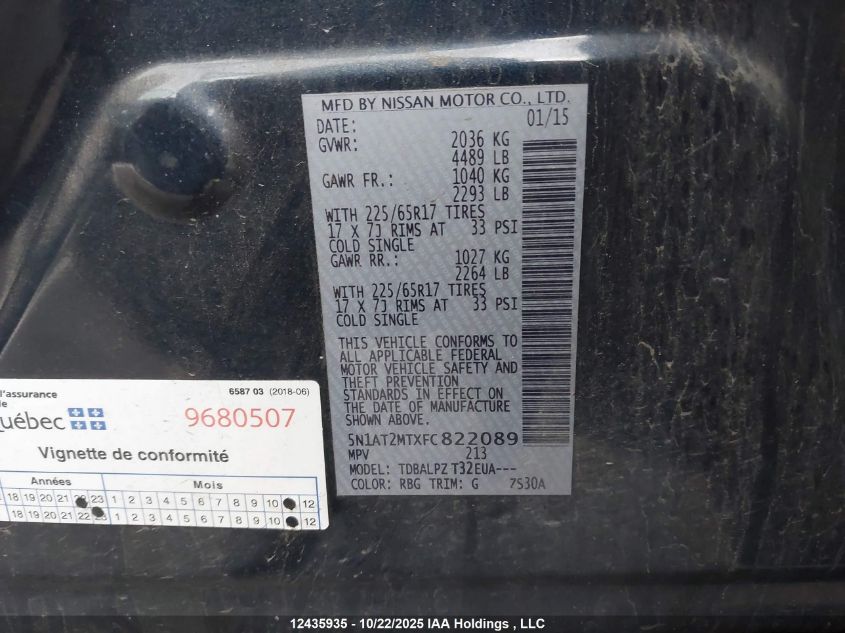 MFD BY NISSAN MOTOR CO., LTD.
DATE: 01/15
GVWR: 2036 KG
4489 LB
GAWR FR.: 1040 KG
2293 LB
WITH 225/65R17 TIRES
17 X 7J RIMS AT 33 PSI
COLD SINGLE
GAWR RR.: 1027 KG
2264 LB
WITH 225/65R17 TIRES
17 X 7J RIMS AT 33 PSI
COLD SINGLE
THIS VEHICLE CONFORMS TO
ALL APPLICABLE FEDERAL
MOTOR VEHICLE SAFETY AND
THEFT PREVENTION
STANDARDS IN EFFECT ON
THE DATE OF MANUFACTURE
SHOWN ABOVE.
5N1AT2MTXFC822089
MPV 213
MODEL: TDBALPZ T32EUA---
COLOR: RBG TRIM: G 7S30A
l'assurance
6587 03 (2018-06)
Québec
9680507
Vignette de conformité
Années Mois
18 19 20 21 23 1 2 3 4 5 6 7 8 9 10 12
18 19 20 21 22 1 2 3 4 5 6 7 8 9 10 12
12435935 - 10/22/2025 IAA Holdings , LLC